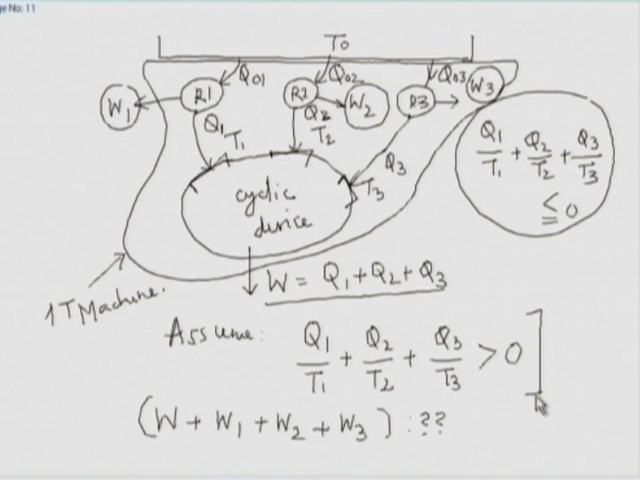 ge No: 11
T0
Q01 Q02 Q03
W1 R1 R2 W2 R3 W3
Q1 T1 Q2 T2 Q3 T3
cyclic
device
Q1/T1 + Q2/T2 + Q3/T3
≤ 0
W = Q1 + Q2 + Q3
1T Machine.
Assume: Q1/T1 + Q2/T2 + Q3/T3 > 0
(W + W1 + W2 + W3) : ??